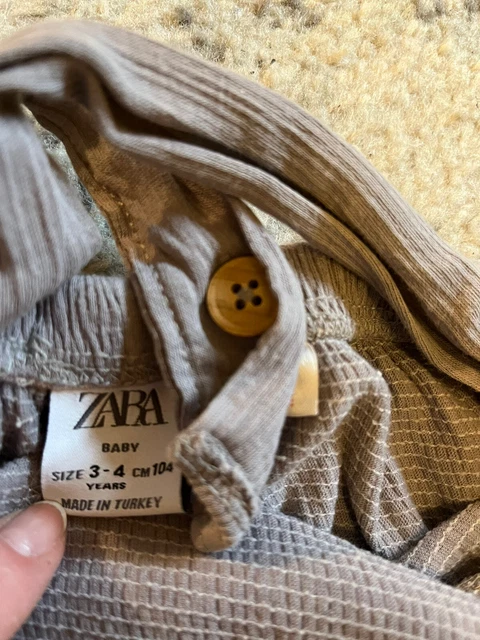 ZARA
BABY
SIZE 3-4 CM 104
YEARS
MADE IN TURKEY